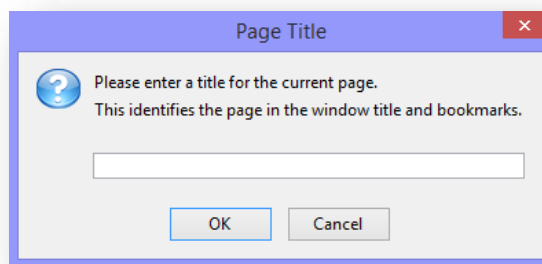 Page Title
Please enter a title for the current page.
This identifies the page in the window title and bookmarks.
OK
Cancel